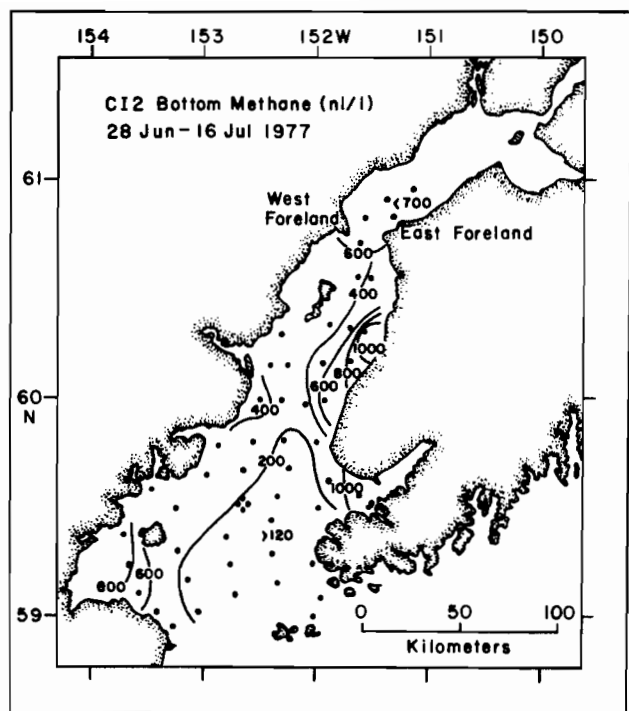 154 153 152W 151 150
CI2 Bottom Methane (nl/l)
28 Jun-16 Jul 1977
61
West
Foreland
<700
East Foreland
600
400
1000
800
600
60
N
400
200
1000
>120
600
800
59
0 50 100
Kilometers